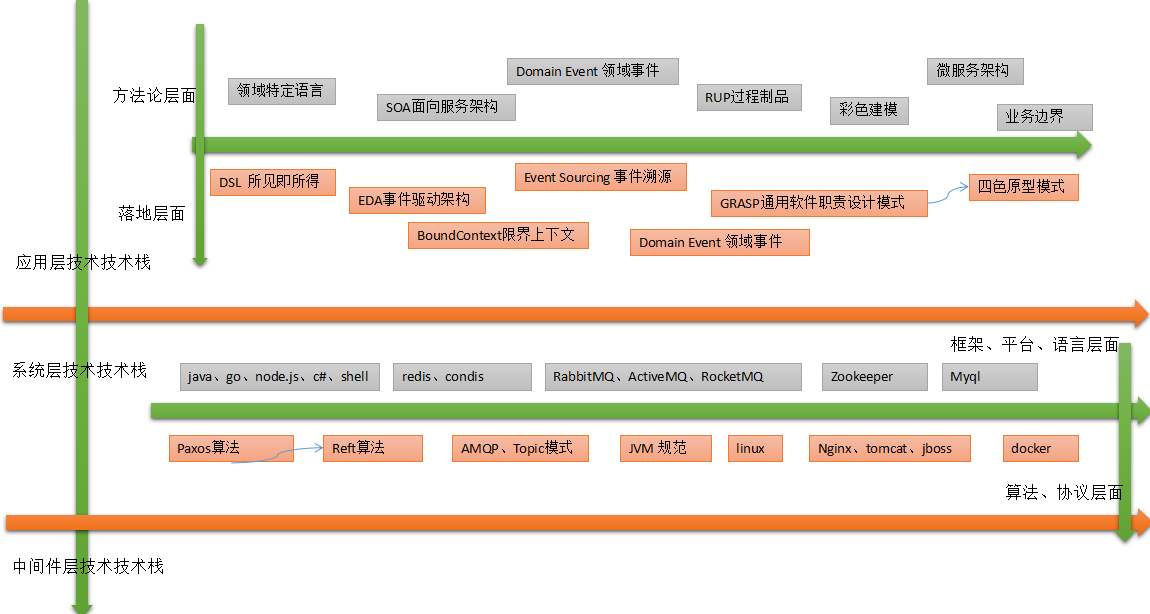 Domain Event 领域事件
微服务架构
方法论层面
领域特定语言
SOA面向服务架构
RUP过程制品
彩色建模
业务边界
DSL 所见即所得
EDA事件驱动架构
Event Sourcing 事件溯源
GRASP通用软件职责设计模式
四色原型模式
落地层面
BoundContext限界上下文
Domain Event 领域事件
应用层技术技术栈
框架、平台、语言层面
系统层技术技术栈
java、go、node.js、c#、shell
redis、condis
RabbitMQ、ActiveMQ、RocketMQ
Zookeeper
Myql
Paxos算法
Reft算法
AMQP、Topic模式
JVM 规范
linux
Nginx、tomcat、jboss
docker
算法、协议层面
中间件层技术技术栈